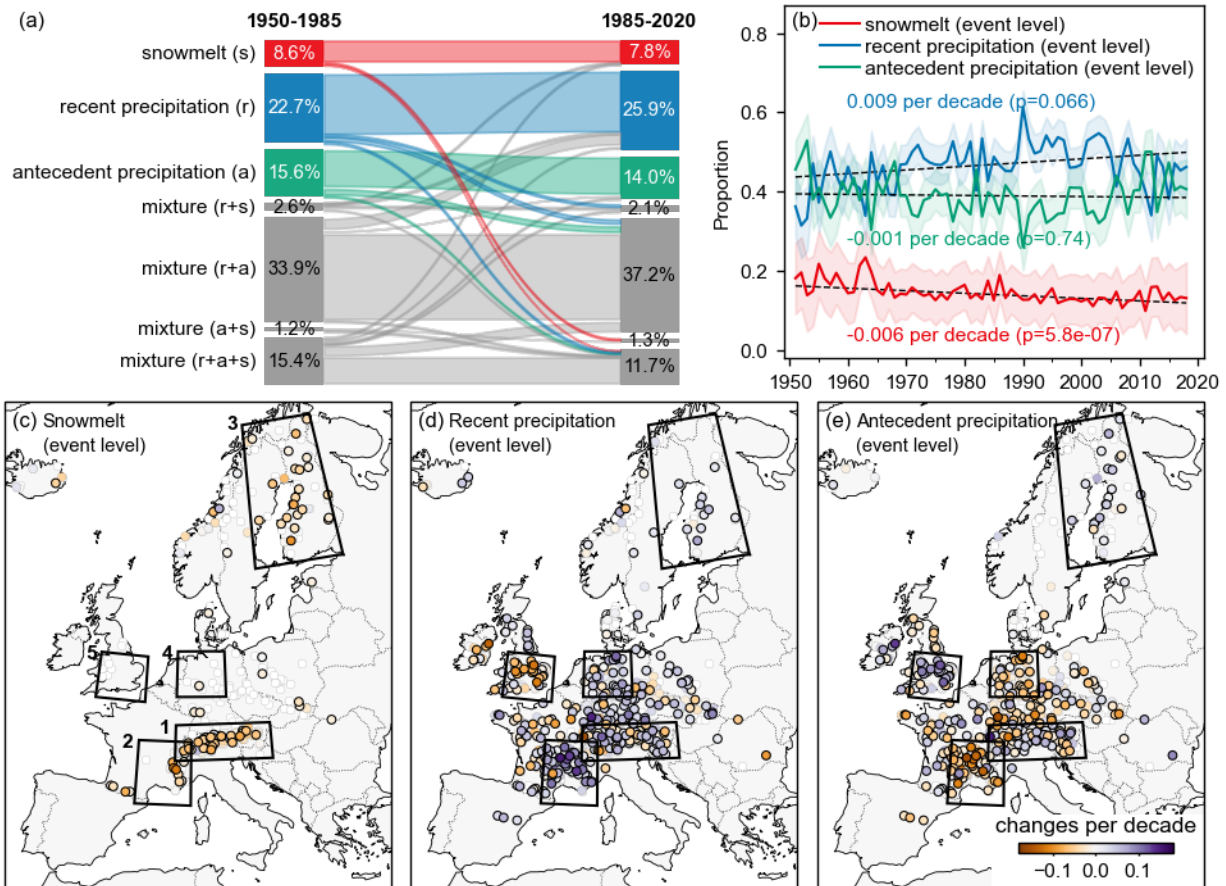 (a)
1950-1985
1985-2020
snowmelt (s)
8.6%
7.8%
recent precipitation (r)
22.7%
25.9%
antecedent precipitation (a)
15.6%
14.0%
mixture (r+s)
2.6%
2.1%
mixture (r+a)
33.9%
37.2%
mixture (a+s)
1.2%
1.3%
mixture (r+a+s)
15.4%
11.7%
(b)
snowmelt (event level)
recent precipitation (event level)
antecedent precipitation (event level)
0.009 per decade (p=0.066)
-0.001 per decade (p=0.74)
-0.006 per decade (p=5.8e-07)
Proportion
0.8
0.6
0.4
0.2
0.0
1950 1960 1970 1980 1990 2000 2010 2020
(c) Snowmelt
(event level)
3
5
4
1
2
(d) Recent precipitation
(event level)
(e) Antecedent precipitation
(event level)
changes per decade
−0.1 0.0 0.1